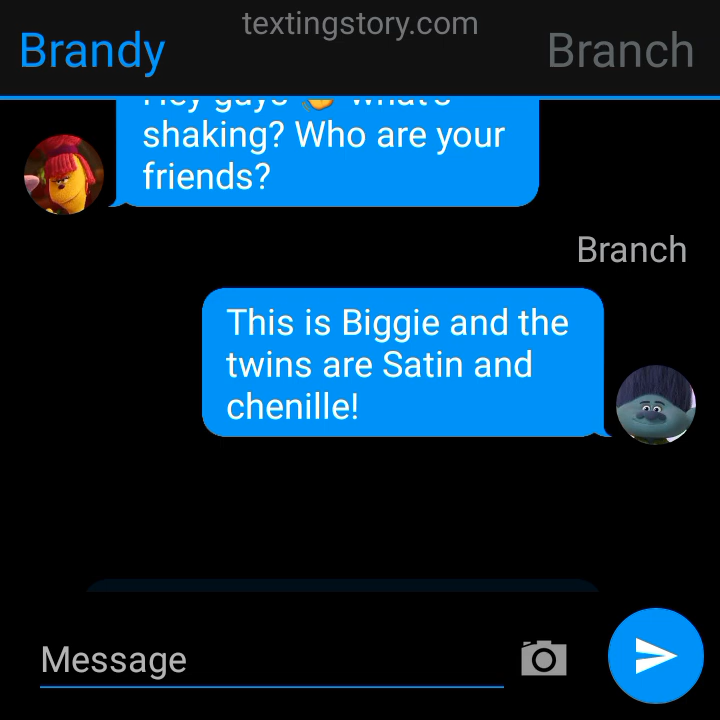 textingstory.com
Brandy
Branch
Hey guys 👋 what's
shaking? Who are your
friends?
Branch
This is Biggie and the
twins are Satin and
chenille!
Message